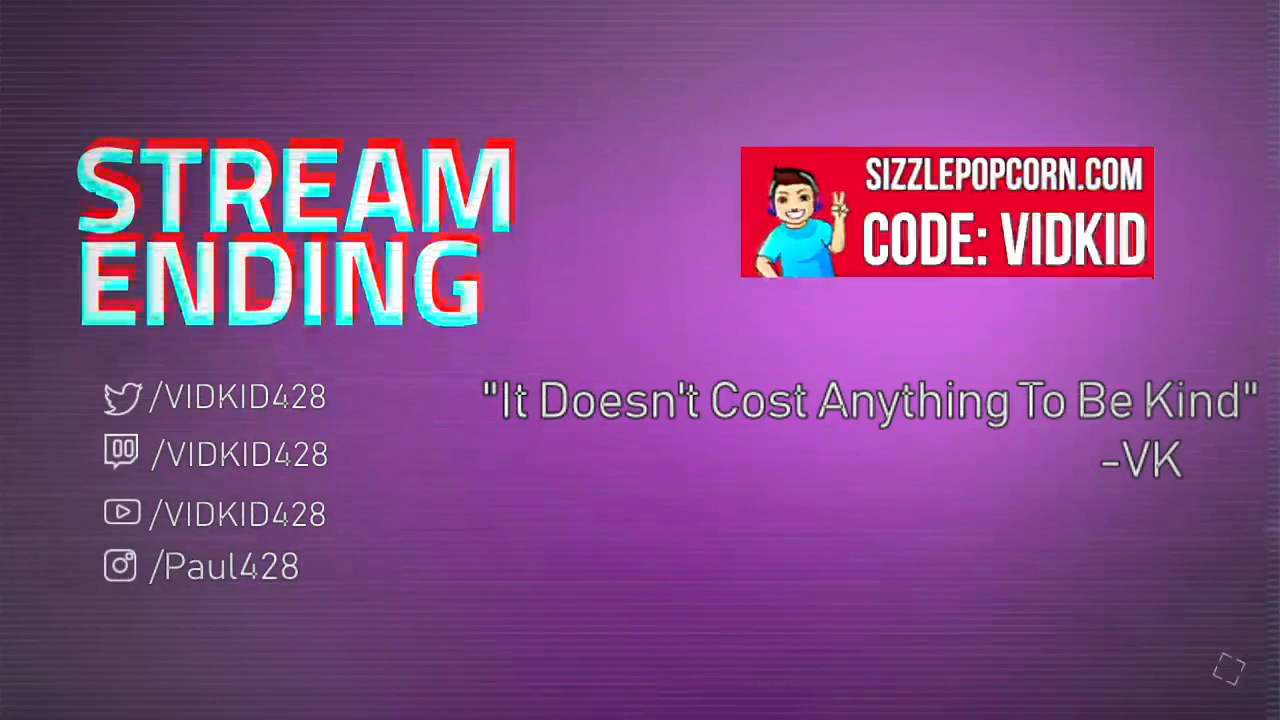 STREAM
ENDING
SIZZLEPOPCORN.COM
CODE: VIDKID
/VIDKID428
/VIDKID428
/VIDKID428
/Paul428
"It Doesn't Cost Anything To Be Kind"
-VK